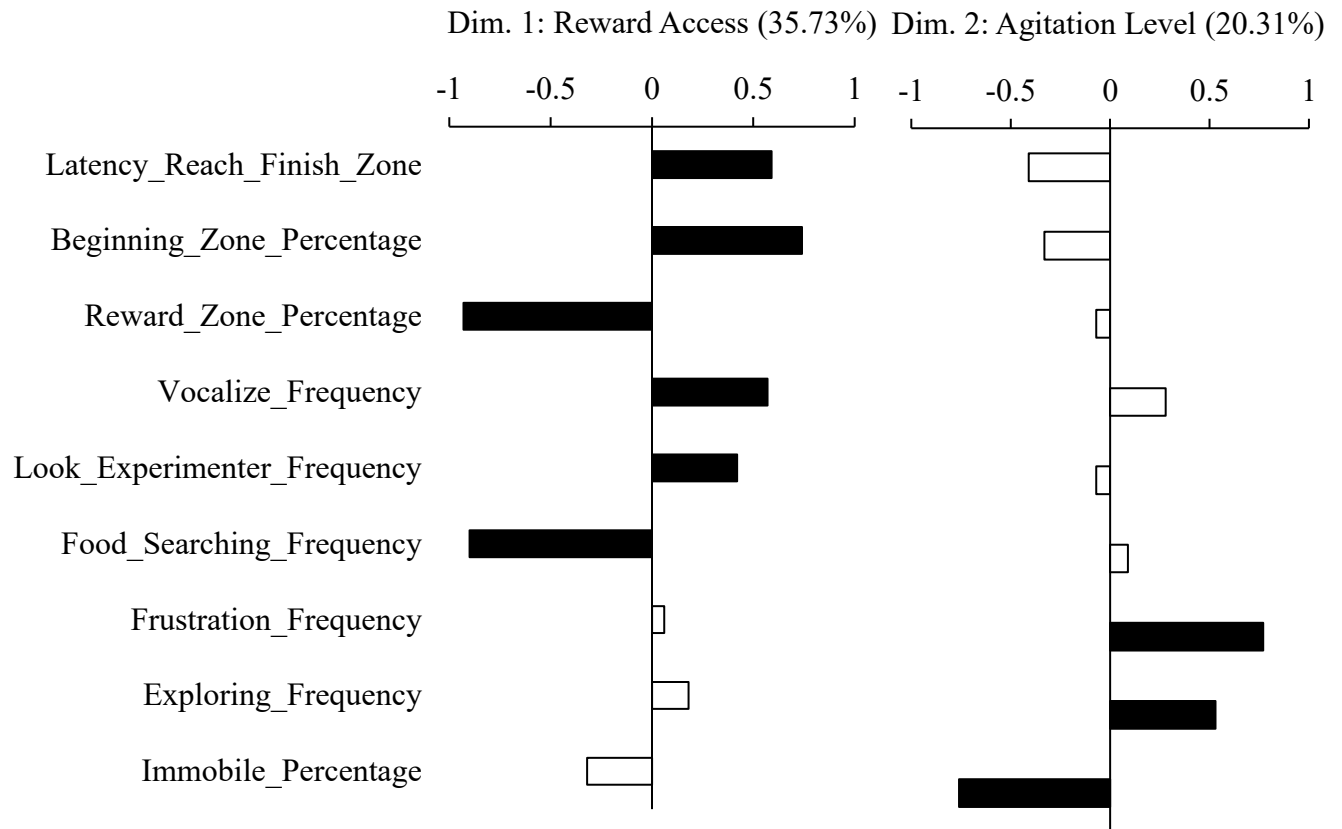 Dim. 1: Reward Access (35.73%) Dim. 2: Agitation Level (20.31%)
-1 -0.5 0 0.5 1 -1 -0.5 0 0.5 1
Latency_Reach_Finish_Zone
Beginning_Zone_Percentage
Reward_Zone_Percentage
Vocalize_Frequency
Look_Experimenter_Frequency
Food_Searching_Frequency
Frustration_Frequency
Exploring_Frequency
Immobile_Percentage